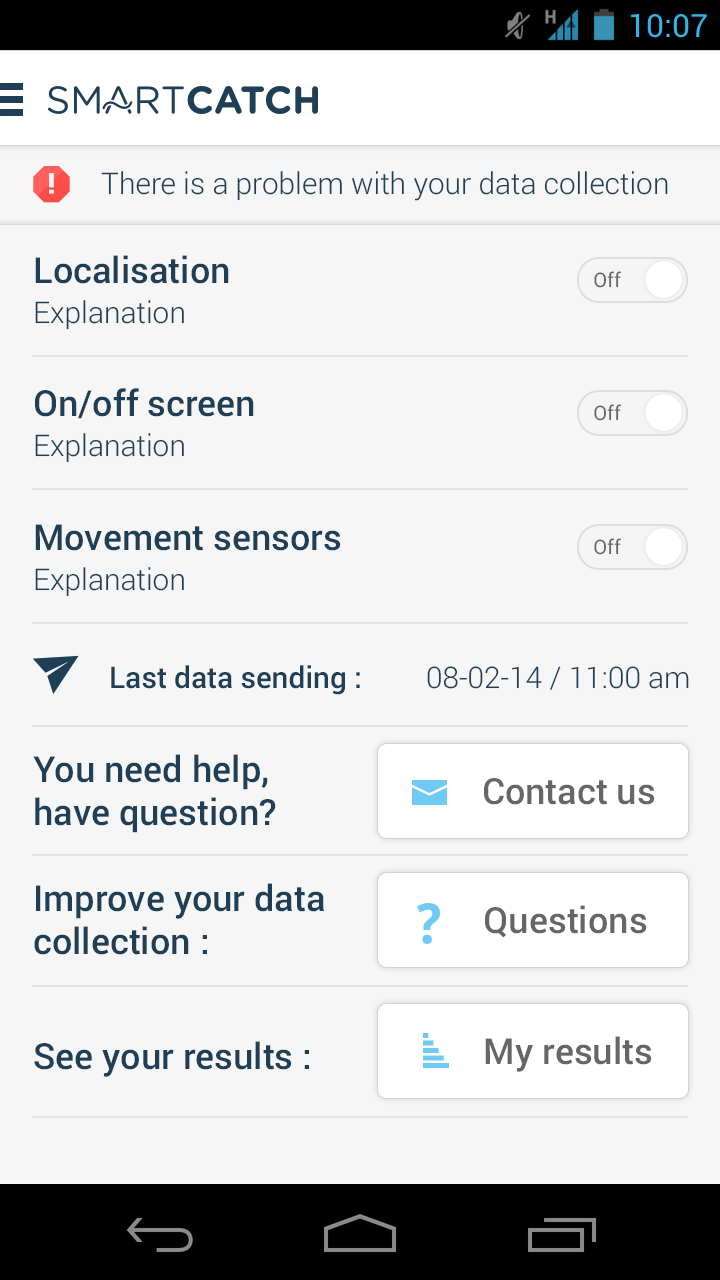 H 10:07
SMARTCATCH
! There is a problem with your data collection
Localisation
Off
Explanation
On/off screen
Off
Explanation
Movement sensors
Off
Explanation
Last data sending : 08-02-14 / 11:00 am
You need help,
have question?
Contact us
Improve your data
collection :
? Questions
See your results :
My results